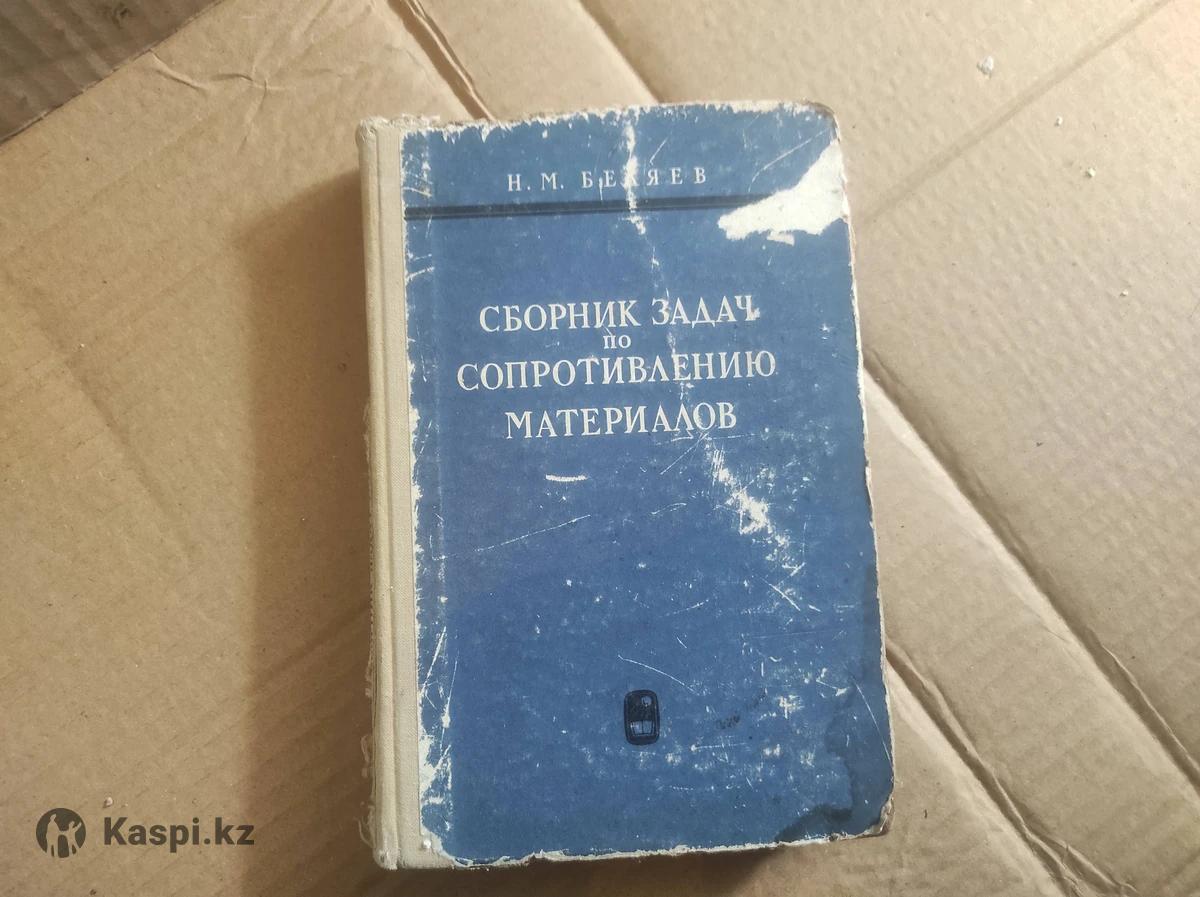 Н. М. БЕЛЯЕВ
СБОРНИК ЗАДАЧ
ПО
СОПРОТИВЛЕНИЮ
МАТЕРИАЛОВ
Kaspi.kz